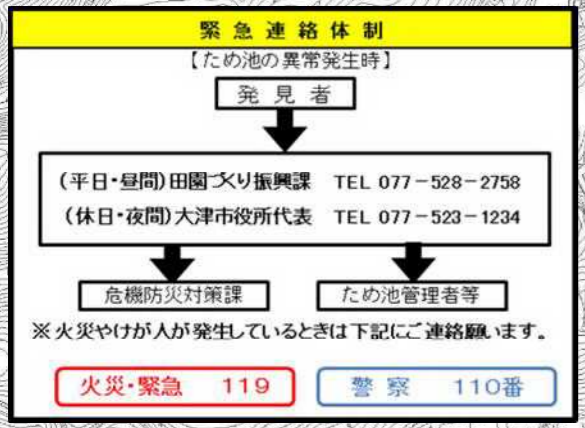 緊急連絡体制
【ため池の異常発生時】
発見者
(平日・昼間)田園づくり振興課 TEL 077-528-2758
(休日・夜間)大津市役所代表 TEL 077-523-1234
危機防災対策課
ため池管理者等
※火災やけが人が発生しているときは下記にご連絡願います。
火災・緊急 119
警察 110番